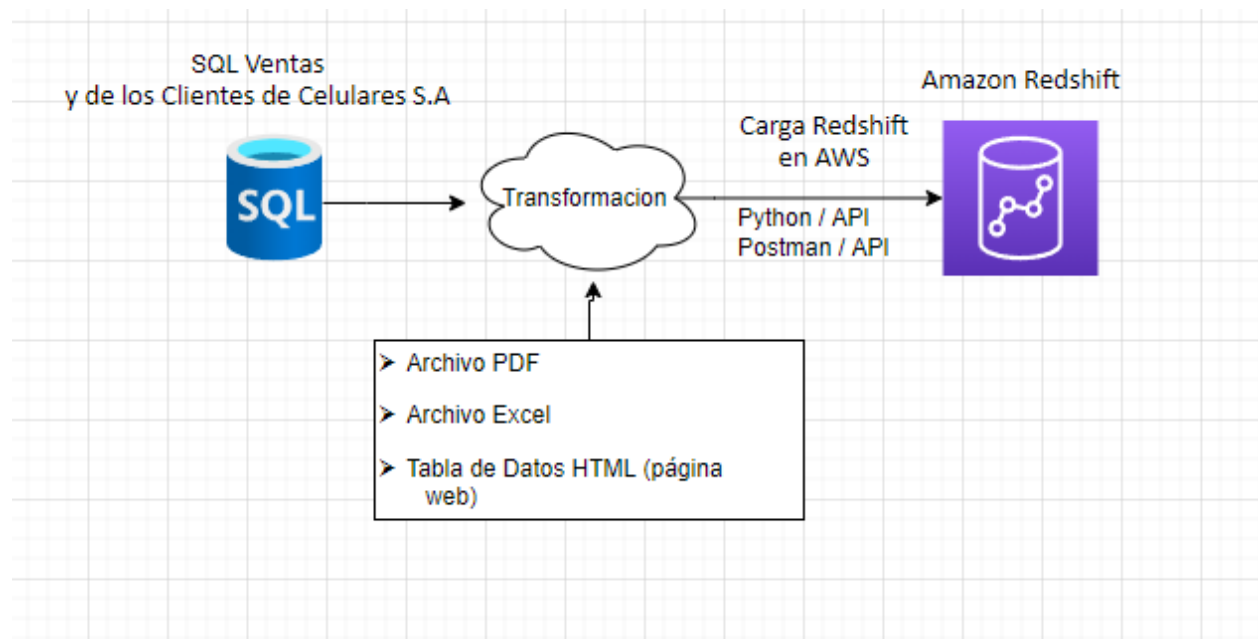 SQL Ventas
y de los Clientes de Celulares S.A
Amazon Redshift
Carga Redshift
en AWS
SQL
Transformacion
Python / API
Postman / API
➢ Archivo PDF
➢ Archivo Excel
➢ Tabla de Datos HTML (página
web)